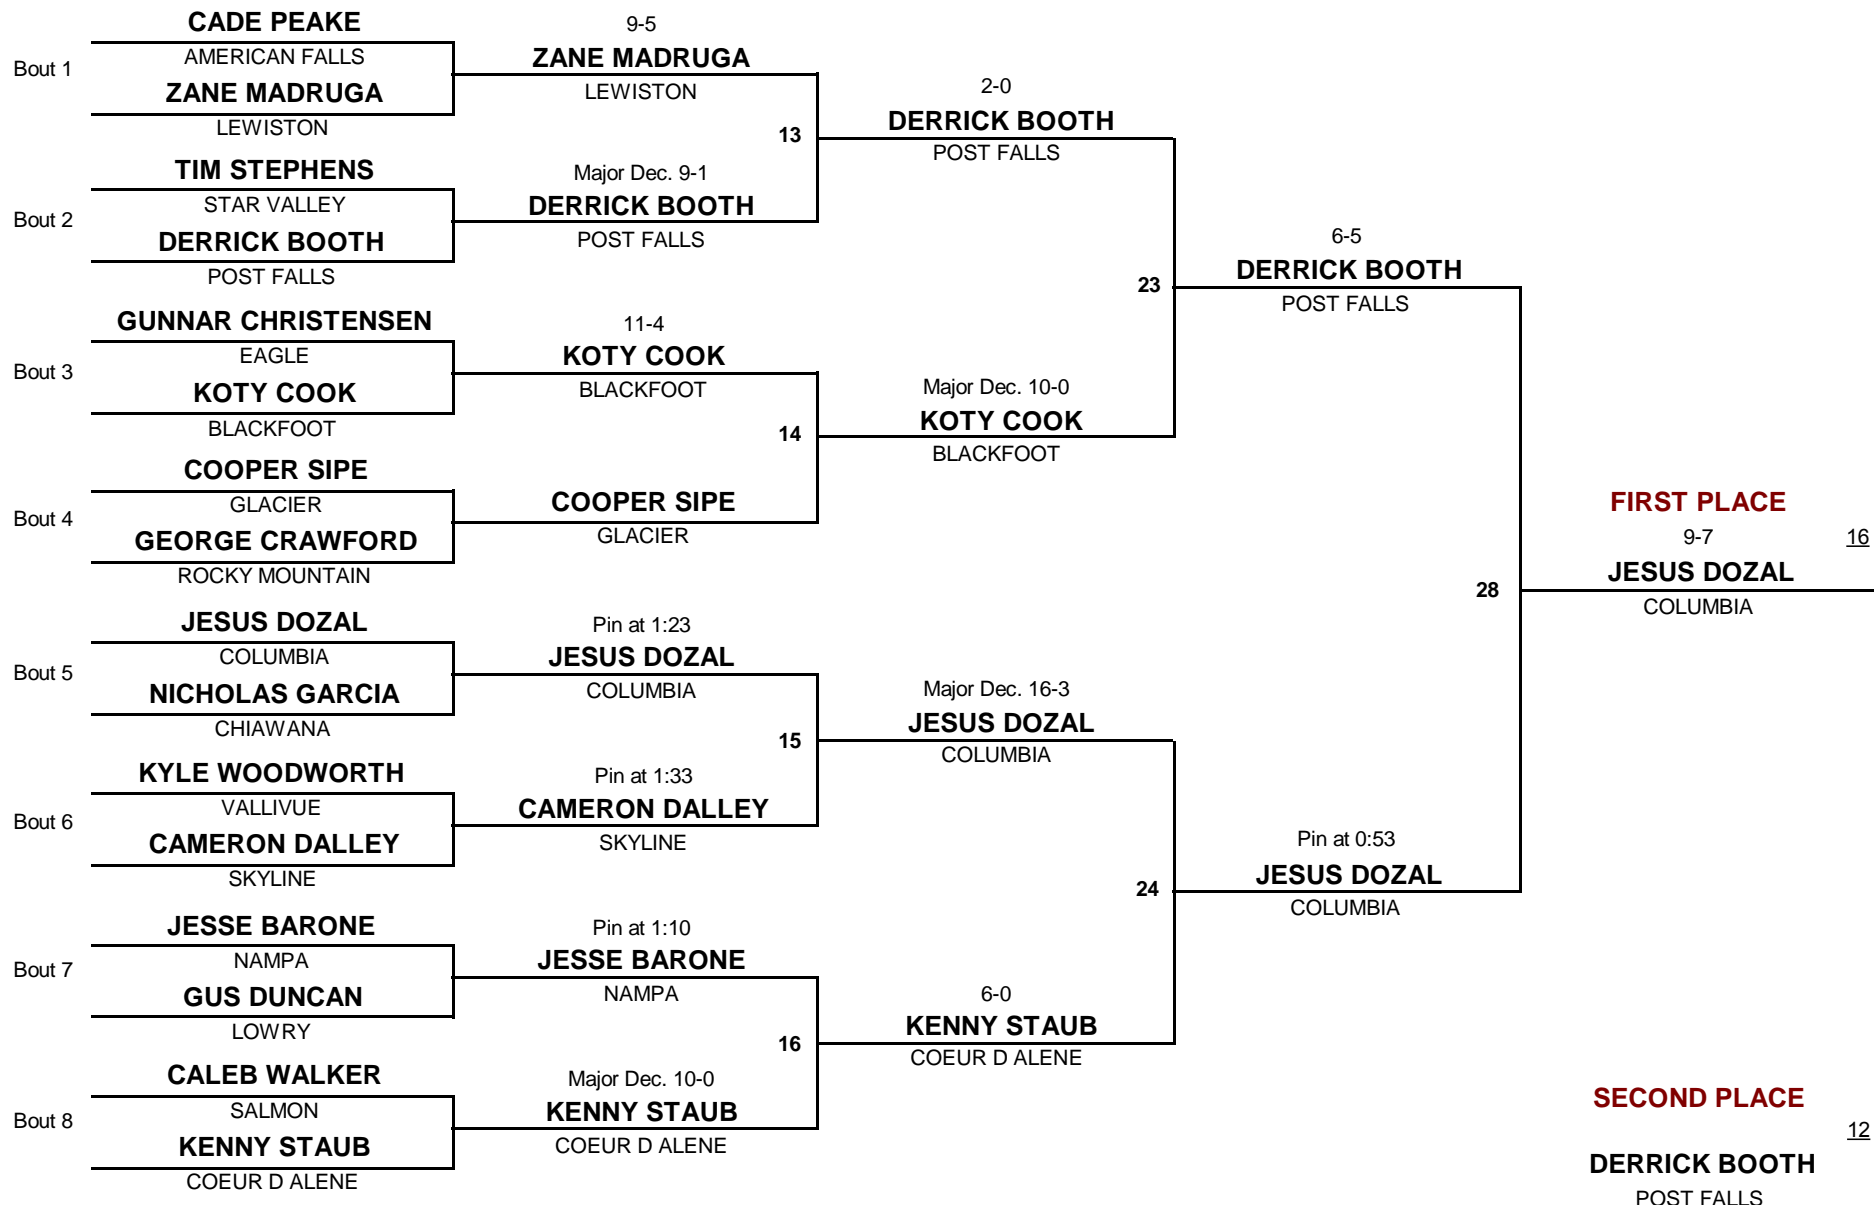 CADE PEAKE
Bout 1
AMERICAN FALLS
ZANE MADRUGA
LEWISTON
TIM STEPHENS
Bout 2
STAR VALLEY
DERRICK BOOTH
POST FALLS
GUNNAR CHRISTENSEN
Bout 3
EAGLE
KOTY COOK
BLACKFOOT
COOPER SIPE
Bout 4
GLACIER
GEORGE CRAWFORD
ROCKY MOUNTAIN
JESUS DOZAL
Bout 5
COLUMBIA
NICHOLAS GARCIA
CHIAWANA
KYLE WOODWORTH
Bout 6
VALLIVUE
CAMERON DALLEY
SKYLINE
JESSE BARONE
Bout 7
NAMPA
GUS DUNCAN
LOWRY
CALEB WALKER
Bout 8
SALMON
KENNY STAUB
COEUR D ALENE
9-5
ZANE MADRUGA
LEWISTON
13
Major Dec. 9-1
DERRICK BOOTH
POST FALLS
11-4
KOTY COOK
BLACKFOOT
14
COOPER SIPE
GLACIER
Pin at 1:23
JESUS DOZAL
COLUMBIA
15
Pin at 1:33
CAMERON DALLEY
SKYLINE
Pin at 1:10
JESSE BARONE
NAMPA
16
Major Dec. 10-0
KENNY STAUB
COEUR D ALENE
2-0
DERRICK BOOTH
POST FALLS
23
Major Dec. 10-0
KOTY COOK
BLACKFOOT
Major Dec. 16-3
JESUS DOZAL
COLUMBIA
24
6-0
KENNY STAUB
COEUR D ALENE
6-5
DERRICK BOOTH
POST FALLS
28
Pin at 0:53
JESUS DOZAL
COLUMBIA
FIRST PLACE
9-7
16
JESUS DOZAL
COLUMBIA
SECOND PLACE
12
DERRICK BOOTH
POST FALLS